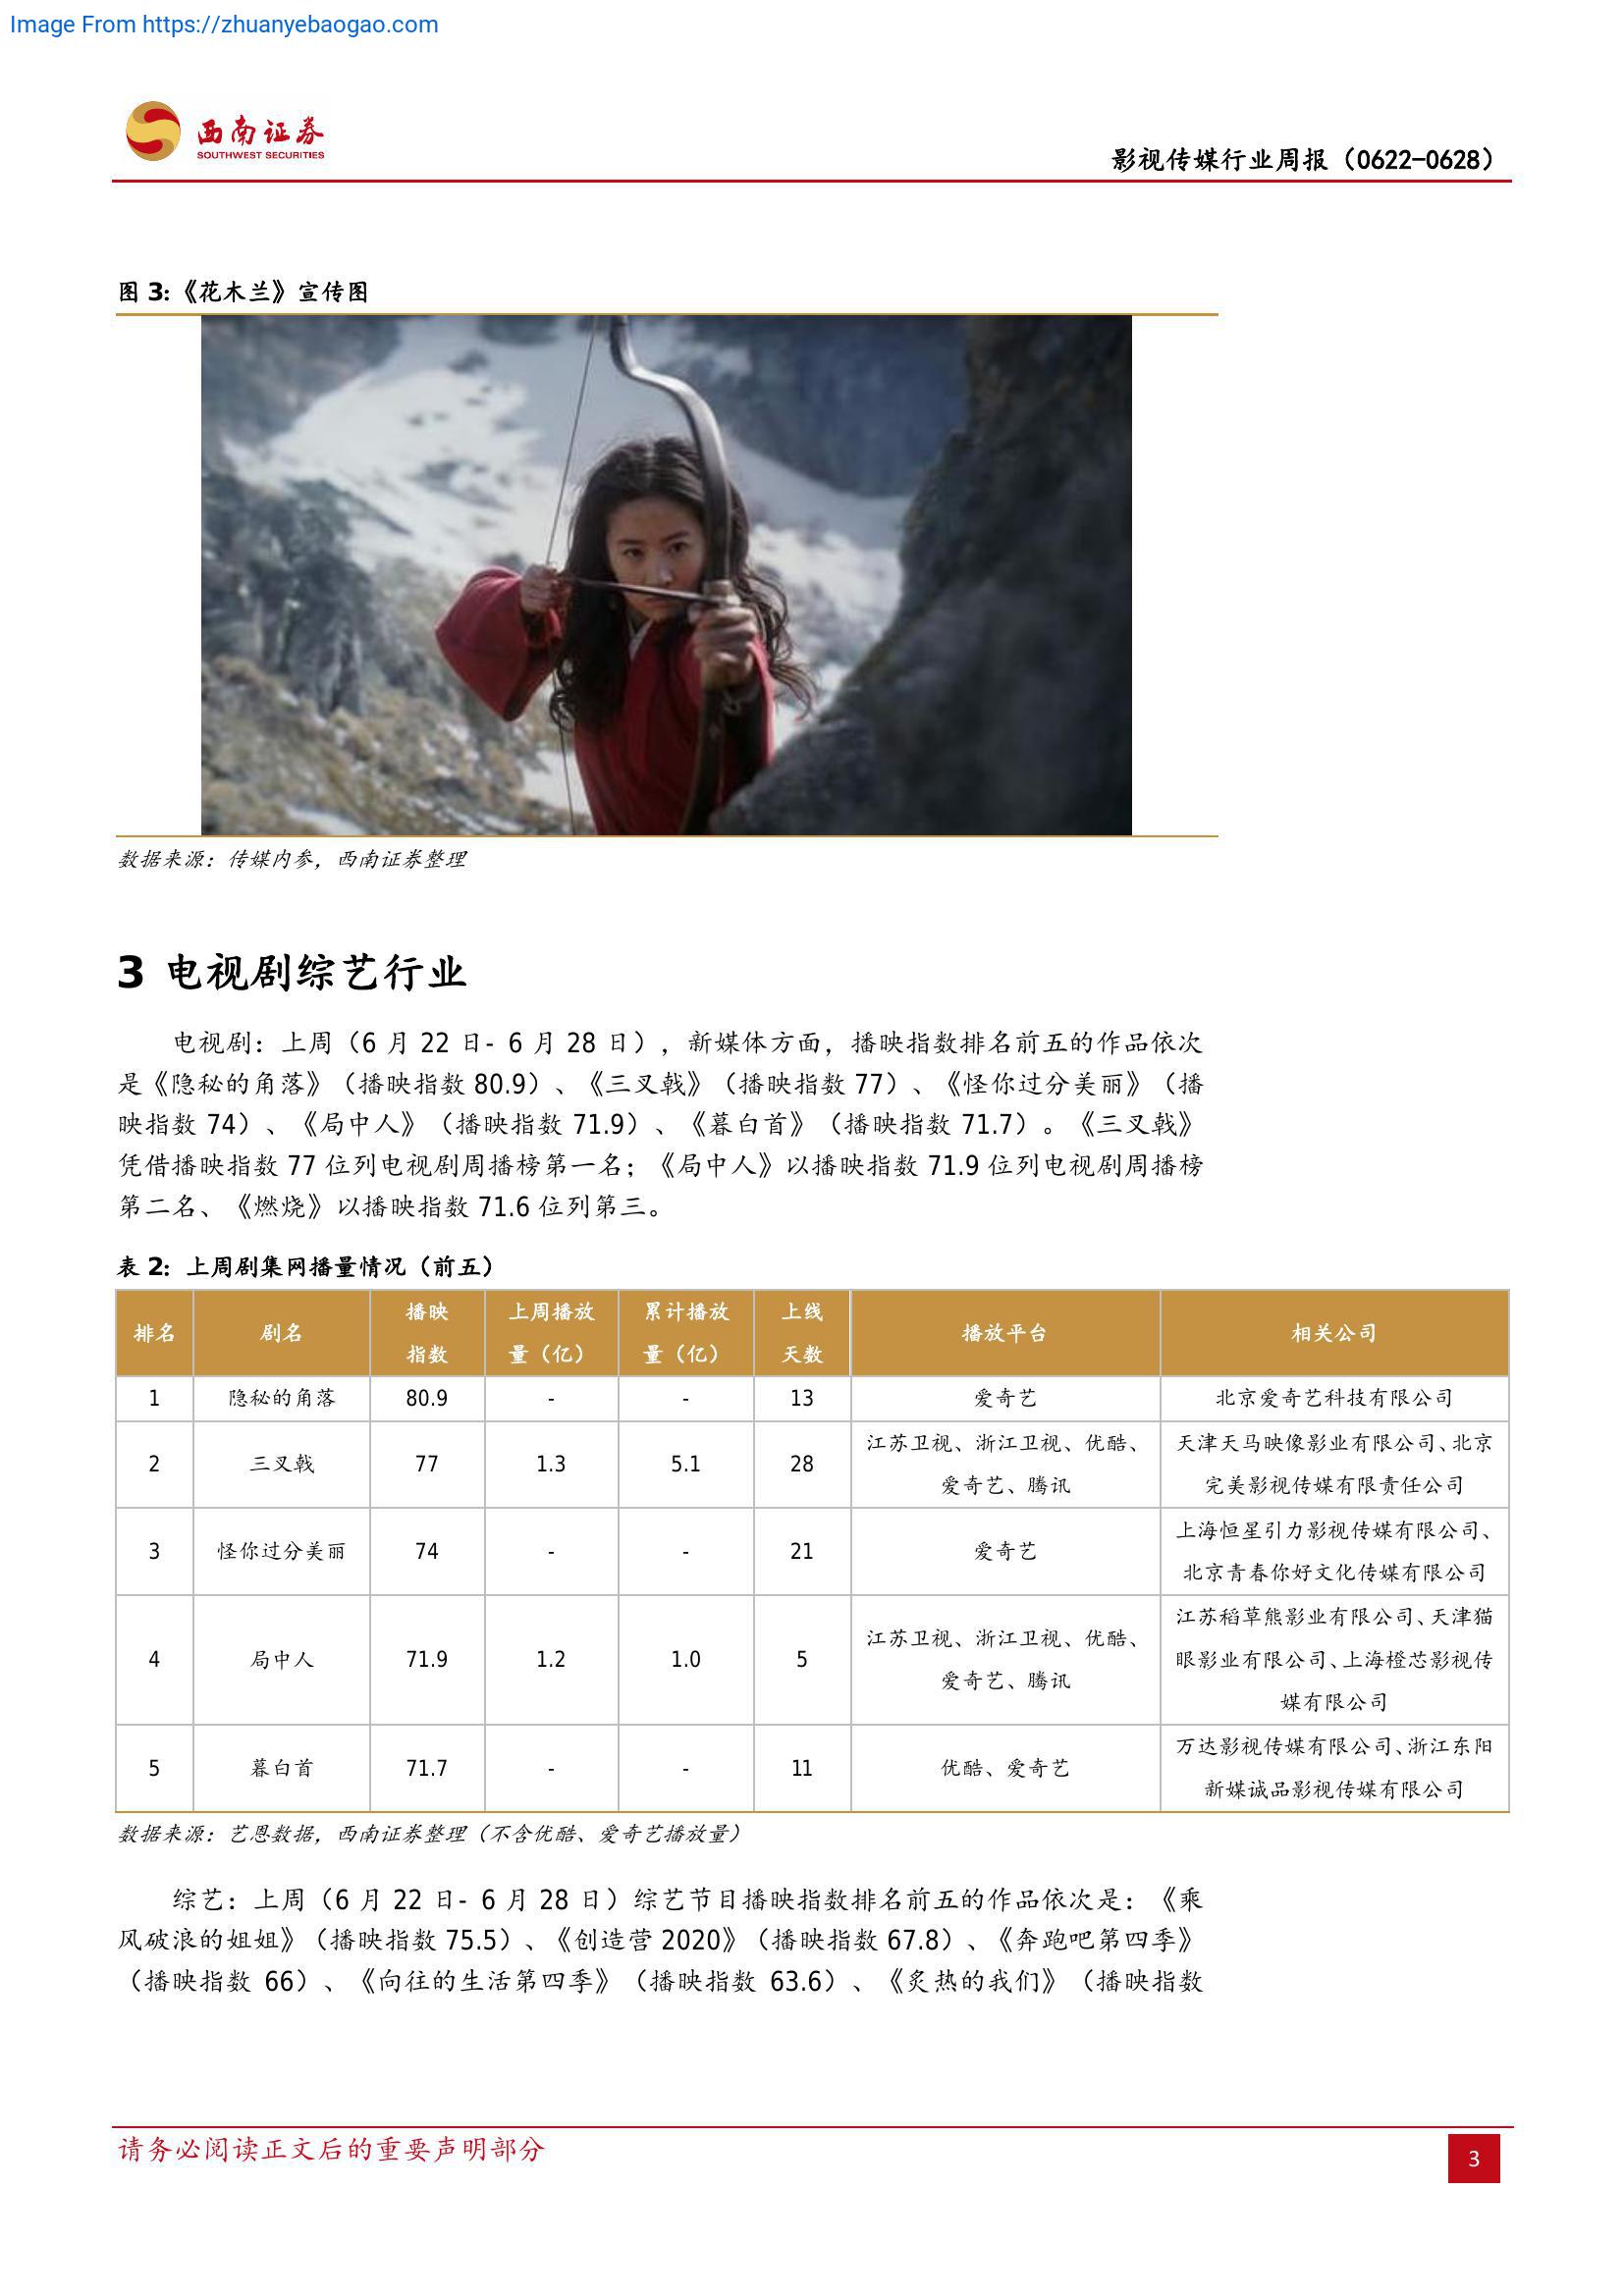 Image From https://zhuanyebaogao.com
西南证券
SOUTHWEST SECURITIES
影视传媒行业周报（0622-0628）
图 3:《花木兰》宣传图
数据来源：传媒内参，西南证券整理
3 电视剧综艺行业
电视剧：上周（6 月 22 日- 6 月 28 日），新媒体方面，播映指数排名前五的作品依次
是《隐秘的角落》（播映指数 80.9）、《三叉戟》（播映指数 77）、《怪你过分美丽》（播
映指数 74）、《局中人》（播映指数 71.9）、《暮白首》（播映指数 71.7）。《三叉戟》
凭借播映指数 77 位列电视剧周播榜第一名；《局中人》以播映指数 71.9 位列电视剧周播榜
第二名、《燃烧》以播映指数 71.6 位列第三。
表 2：上周剧集网播量情况（前五）
排名 剧名 播映指数 上周播放量（亿） 累计播放量（亿） 上线天数 播放平台 相关公司
1 隐秘的角落 80.9 - - 13 爱奇艺 北京爱奇艺科技有限公司
2 三叉戟 77 1.3 5.1 28 江苏卫视、浙江卫视、优酷、爱奇艺、腾讯 天津天马映像影业有限公司、北京完美影视传媒有限责任公司
3 怪你过分美丽 74 - - 21 爱奇艺 上海恒星引力影视传媒有限公司、北京青春你好文化传媒有限公司
4 局中人 71.9 1.2 1.0 5 江苏卫视、浙江卫视、优酷、爱奇艺、腾讯 江苏稻草熊影业有限公司、天津猫眼影业有限公司、上海橙芯影视传媒有限公司
5 暮白首 71.7 - - 11 优酷、爱奇艺 万达影视传媒有限公司、浙江东阳新媒诚品影视传媒有限公司
数据来源：艺恩数据，西南证券整理（不含优酷、爱奇艺播放量）
综艺：上周（6 月 22 日- 6 月 28 日）综艺节目播映指数排名前五的作品依次是：《乘
风破浪的姐姐》（播映指数 75.5）、《创造营 2020》（播映指数 67.8）、《奔跑吧第四季》
（播映指数 66）、《向往的生活第四季》（播映指数 63.6）、《炙热的我们》（播映指数
请务必阅读正文后的重要声明部分
3